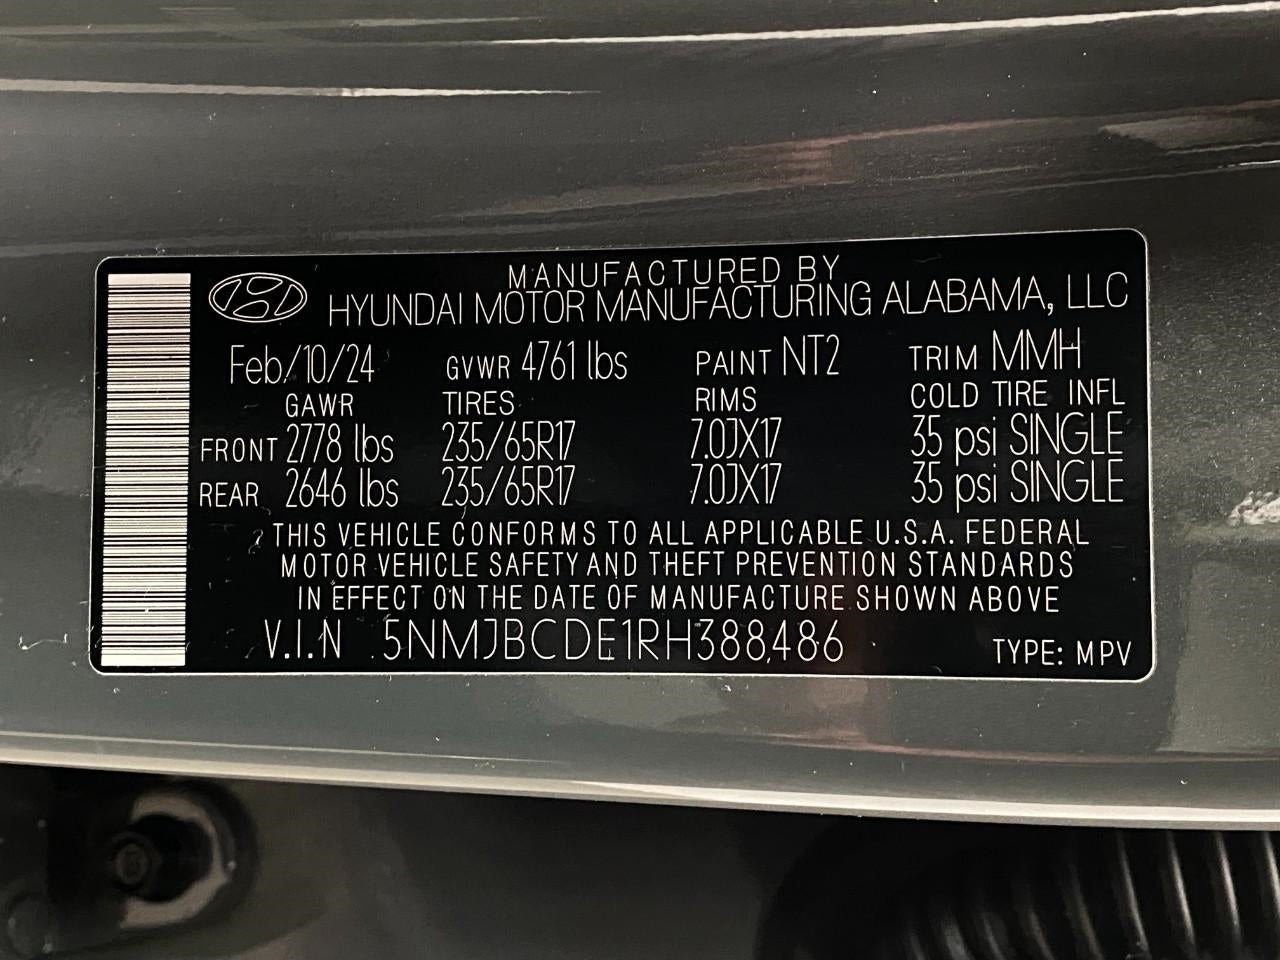 MANUFACTURED BY
HYUNDAI MOTOR MANUFACTURING ALABAMA, LLC
Feb/10/24 GVWR 4761 lbs PAINT NT2 TRIM MMH
GAWR TIRES RIMS COLD TIRE INFL
FRONT 2778 lbs 235/65R17 7.0JX17 35 psi SINGLE
REAR 2646 lbs 235/65R17 7.0JX17 35 psi SINGLE
THIS VEHICLE CONFORMS TO ALL APPLICABLE U.S.A. FEDERAL
MOTOR VEHICLE SAFETY AND THEFT PREVENTION STANDARDS
IN EFFECT ON THE DATE OF MANUFACTURE SHOWN ABOVE
V.I.N 5NMJBCDE1RH388486 TYPE: MPV